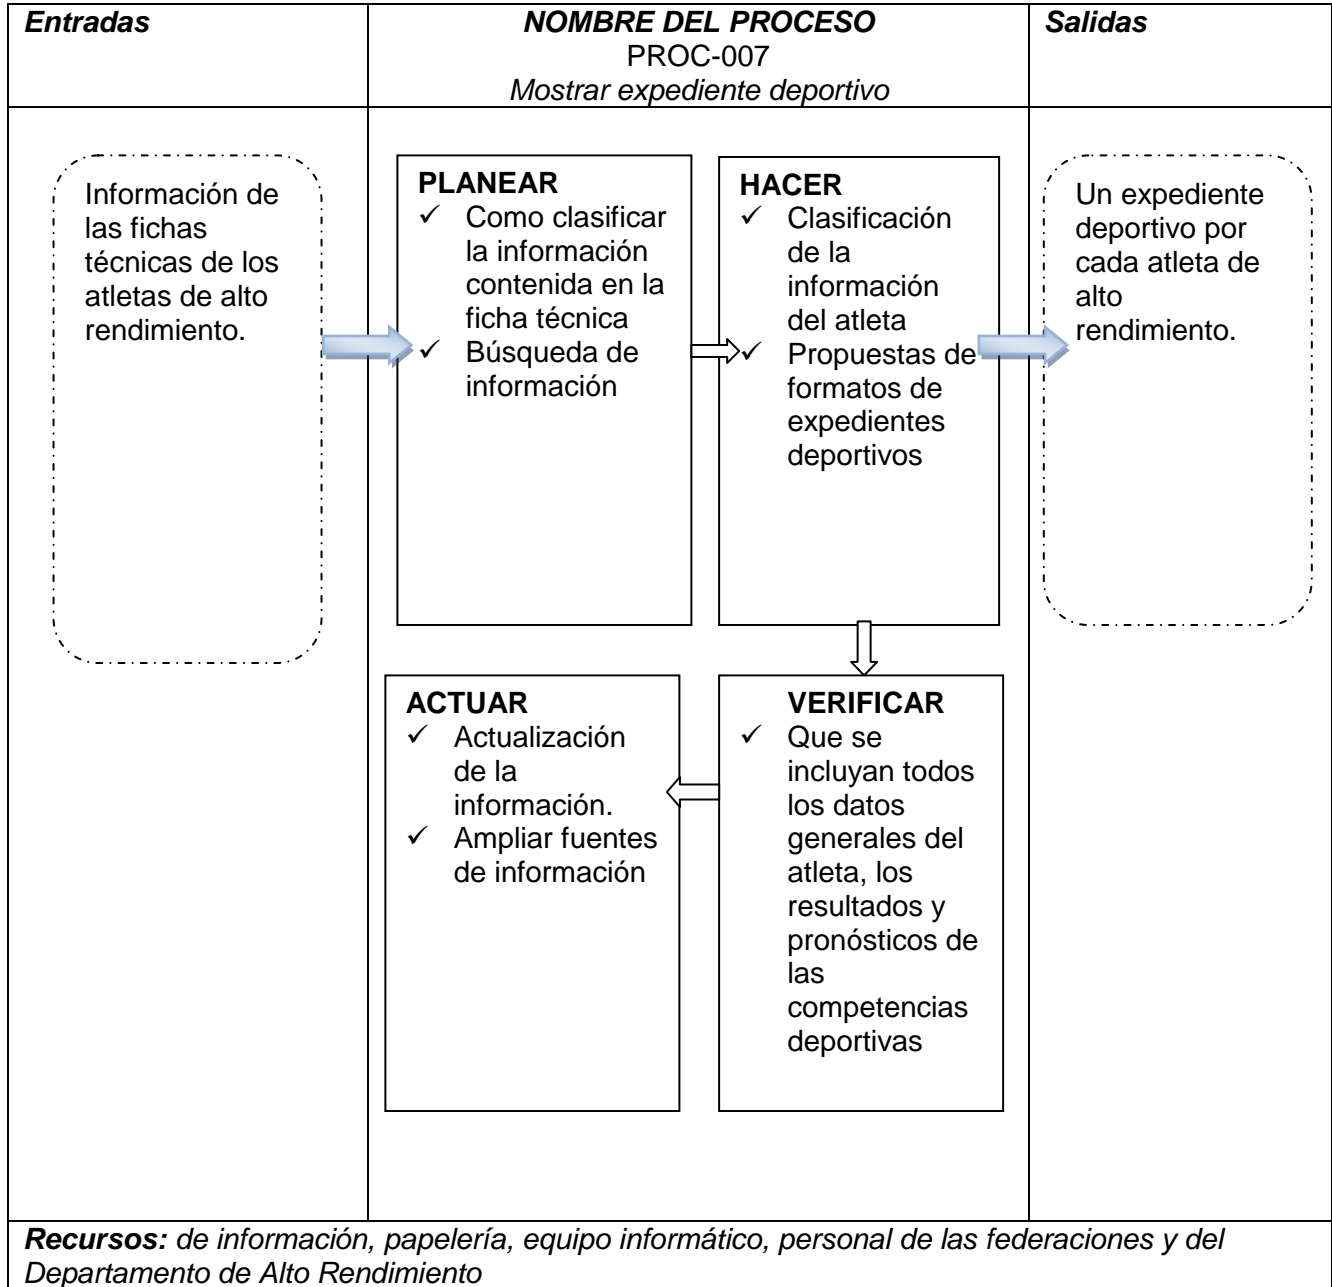 Entradas
NOMBRE DEL PROCESO
PROC-007
Mostrar expediente deportivo
Salidas
Información de
las fichas
técnicas de los
atletas de alto
rendimiento.
PLANEAR
✓ Como clasificar
la información
contenida en la
ficha técnica
✓ Búsqueda de
información
HACER
✓ Clasificación
de la
información
del atleta
✓ Propuestas de
formatos de
expedientes
deportivos
Un expediente
deportivo por
cada atleta de
alto
rendimiento.
ACTUAR
✓ Actualización
de la
información.
✓ Ampliar fuentes
de información
VERIFICAR
✓ Que se
incluyan todos
los datos
generales del
atleta, los
resultados y
pronósticos de
las
competencias
deportivas
Recursos: de información, papelería, equipo informático, personal de las federaciones y del
Departamento de Alto Rendimiento